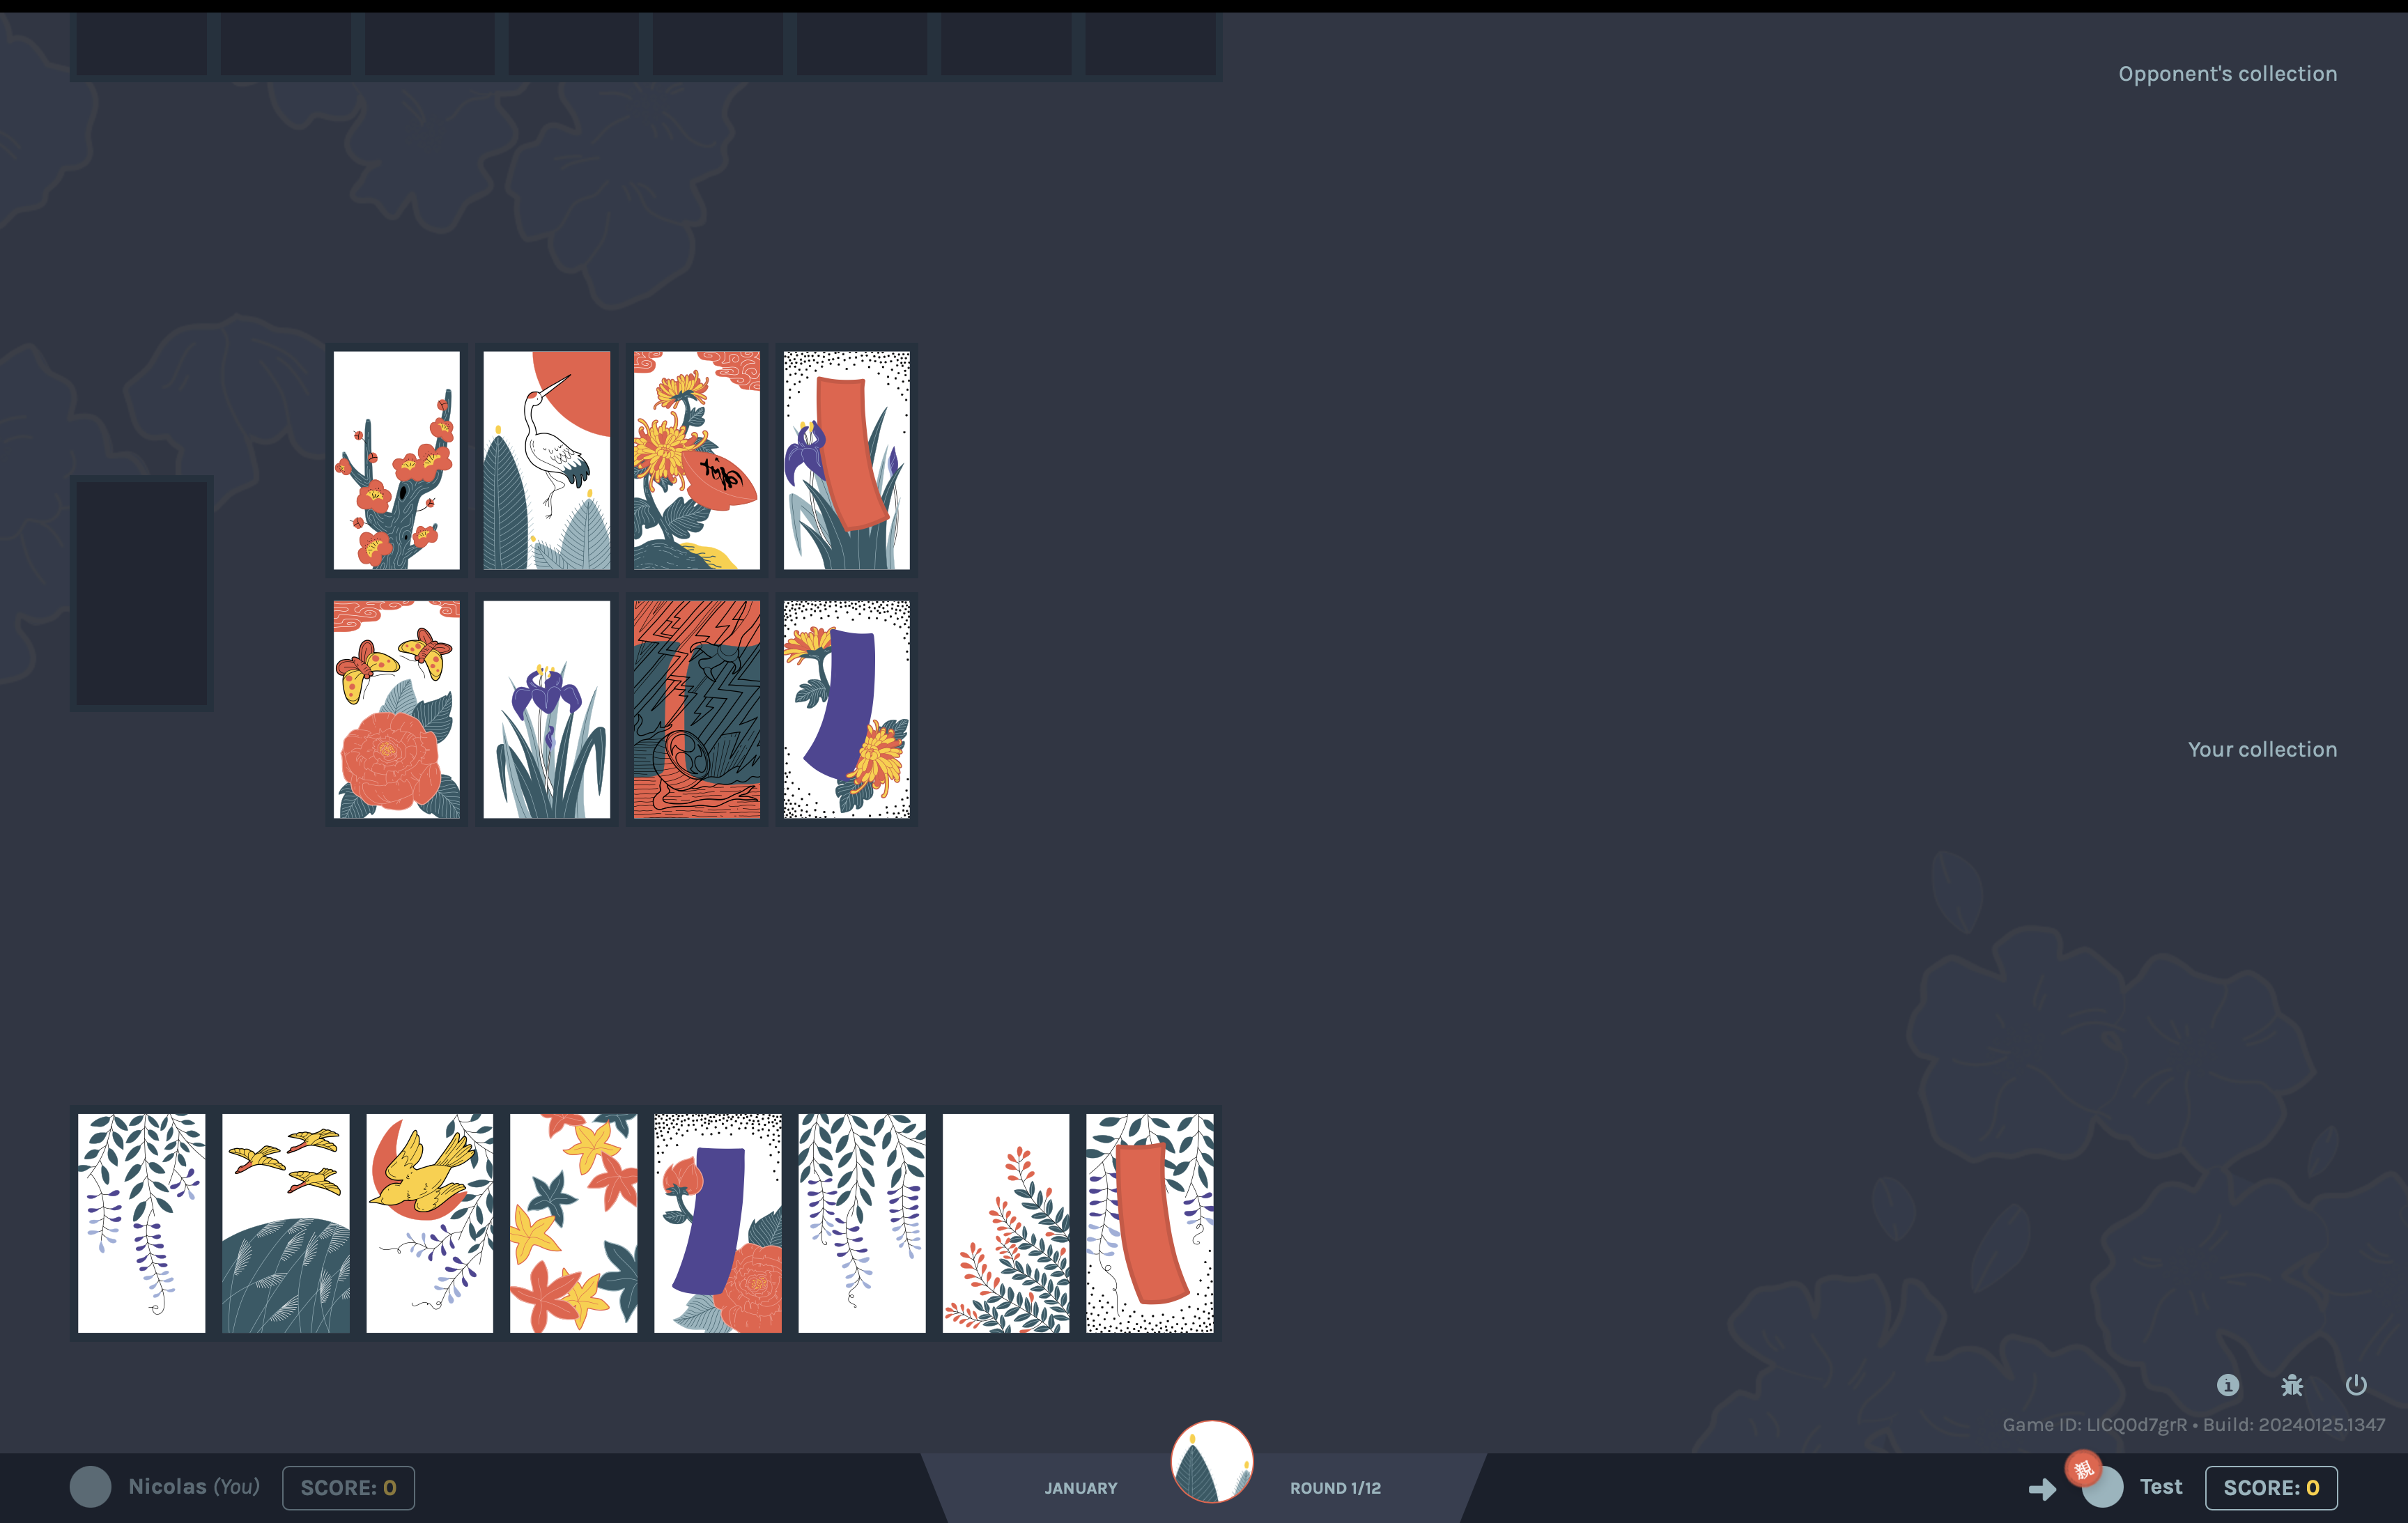 Opponent's collection
Your collection
Game ID: LICQ0d7grR • Build: 20240125.1347
Nicolas (You)
SCORE: 0
JANUARY
ROUND 1/12
親
Test
SCORE: 0